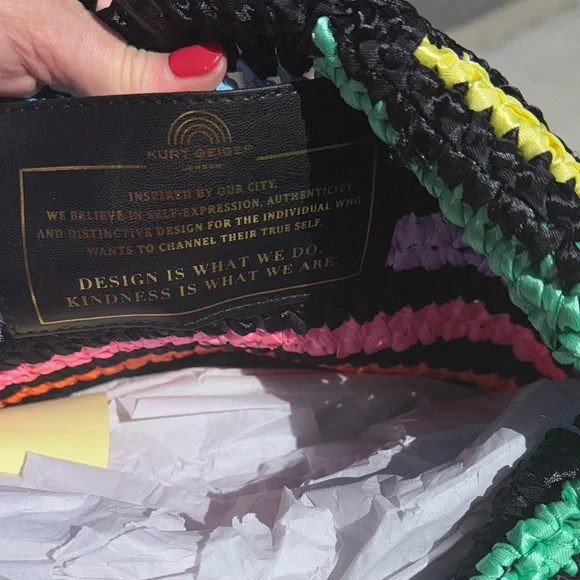 KURT GEIGER
LONDON
INSPIRED BY OUR CITY,
WE BELIEVE IN SELF-EXPRESSION, AUTHENTICITY
AND DISTINCTIVE DESIGN FOR THE INDIVIDUAL WHO
WANTS TO CHANNEL THEIR TRUE SELF.
DESIGN IS WHAT WE DO.
KINDNESS IS WHAT WE ARE.